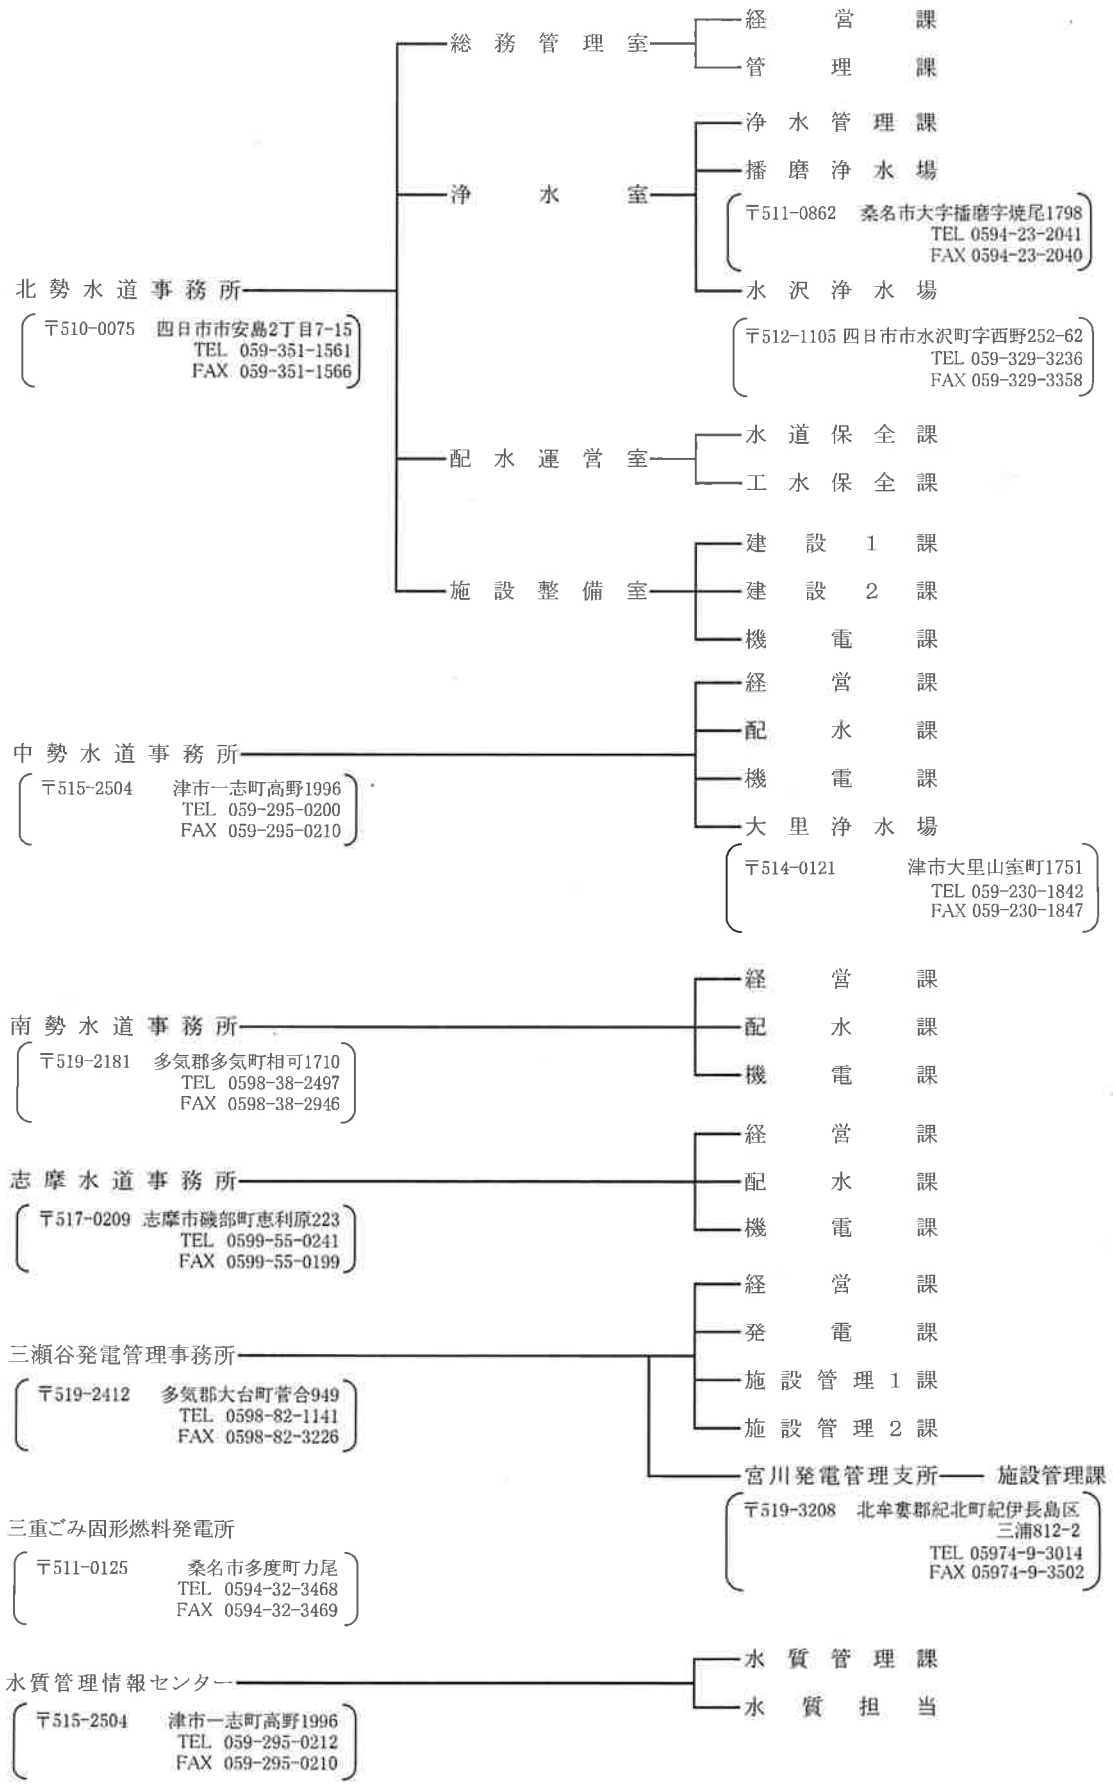 北勢水道事務所
〒510-0075 四日市市安島2丁目7-15
TEL 059-351-1561
FAX 059-351-1566
総務管理室
経営課
管理課
浄水室
浄水管理課
播磨浄水場
〒511-0862 桑名市大字播磨字焼尾1798
TEL 0594-23-2041
FAX 0594-23-2040
水沢浄水場
〒512-1105 四日市市水沢町字西野252-62
TEL 059-329-3236
FAX 059-329-3358
配水運営室
水道保全課
工水保全課
施設整備室
建設1課
建設2課
機電課
中勢水道事務所
〒515-2504 津市一志町高野1996
TEL 059-295-0200
FAX 059-295-0210
経営課
配水課
機電課
大里浄水場
〒514-0121 津市大里山室町1751
TEL 059-230-1842
FAX 059-230-1847
南勢水道事務所
〒519-2181 多気郡多気町相可1710
TEL 0598-38-2497
FAX 0598-38-2946
経営課
配水課
機電課
志摩水道事務所
〒517-0209 志摩市磯部町恵利原223
TEL 0599-55-0241
FAX 0599-55-0199
経営課
配水課
機電課
三瀬谷発電管理事務所
〒519-2412 多気郡大台町菅合949
TEL 0598-82-1141
FAX 0598-82-3226
経営課
発電課
施設管理1課
施設管理2課
宮川発電管理支所 施設管理課
〒519-3208 北牟婁郡紀北町紀伊長島区
三浦812-2
TEL 05974-9-3014
FAX 05974-9-3502
三重ごみ固形燃料発電所
〒511-0125 桑名市多度町力尾
TEL 0594-32-3468
FAX 0594-32-3469
水質管理情報センター
〒515-2504 津市一志町高野1996
TEL 059-295-0212
FAX 059-295-0210
水質管理課
水質担当